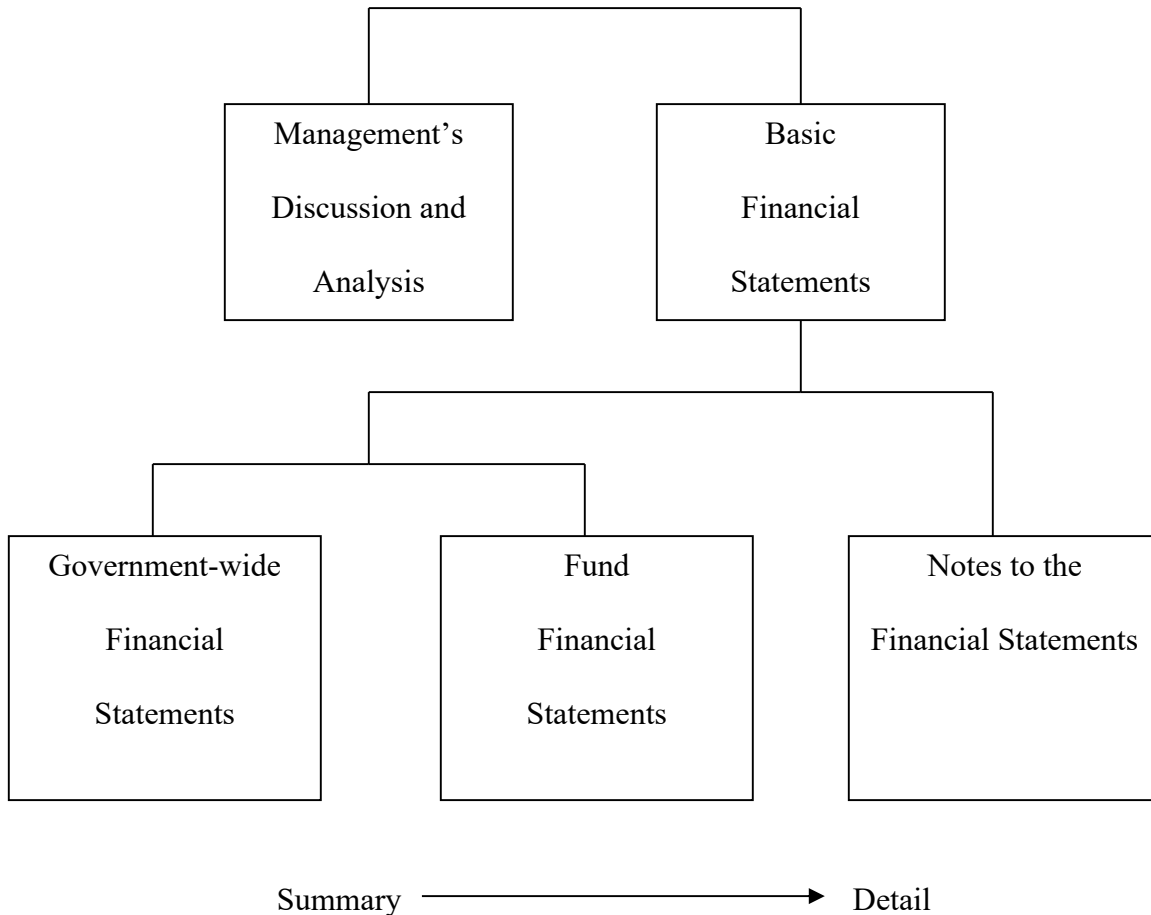 Management’s
Discussion and
Analysis
Basic
Financial
Statements
Government-wide
Financial
Statements
Fund
Financial
Statements
Notes to the
Financial Statements
Summary
Detail